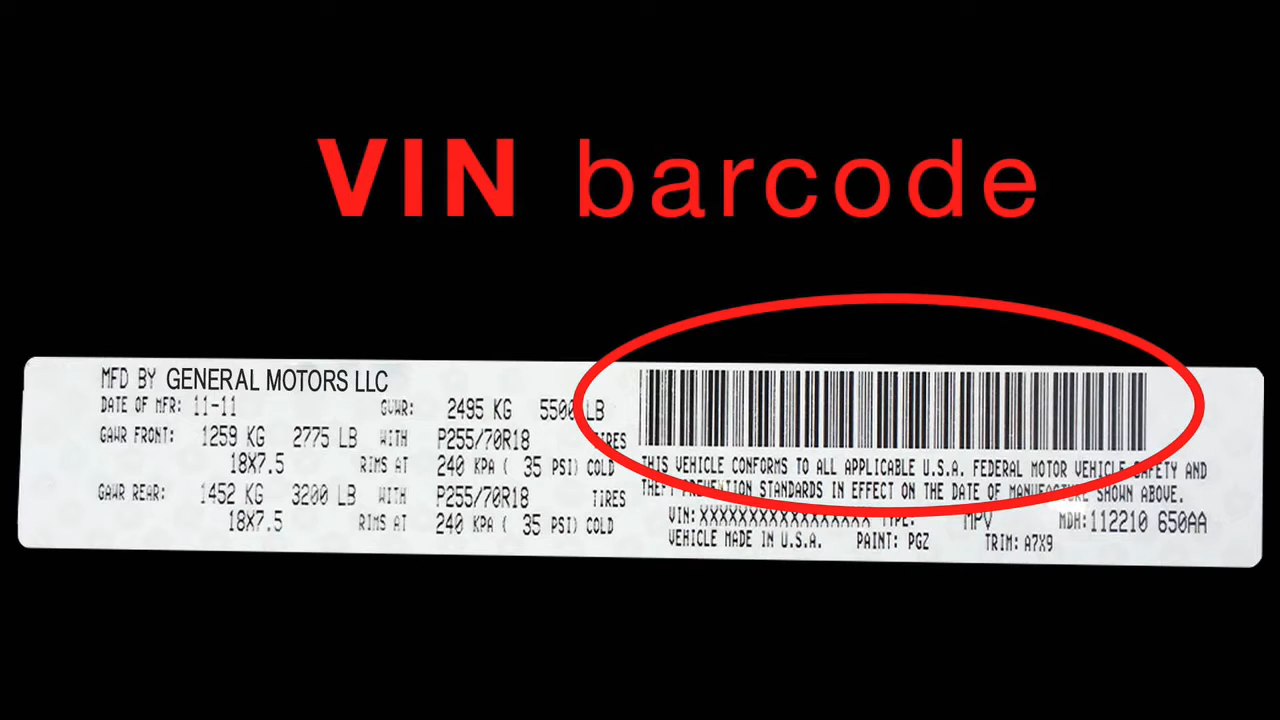 VIN barcode
MFD BY GENERAL MOTORS LLC
DATE OF MFR: 11-11 GVWR: 2495 KG 5500 LB
GAWR FRONT: 1259 KG 2775 LB WITH P255/70R18 TIRES
18X7.5 RIMS AT 240 KPA ( 35 PSI) COLD
GAWR REAR: 1452 KG 3200 LB WITH P255/70R18 TIRES
18X7.5 RIMS AT 240 KPA ( 35 PSI) COLD
THIS VEHICLE CONFORMS TO ALL APPLICABLE U.S.A. FEDERAL MOTOR VEHICLE SAFETY AND
THEFT PREVENTION STANDARDS IN EFFECT ON THE DATE OF MANUFACTURE SHOWN ABOVE.
VIN: XXXXXXXXXXXXXXXXX TYPE: MPV MDH: 112210 650AA
VEHICLE MADE IN U.S.A. PAINT: PGZ TRIM: A7X9